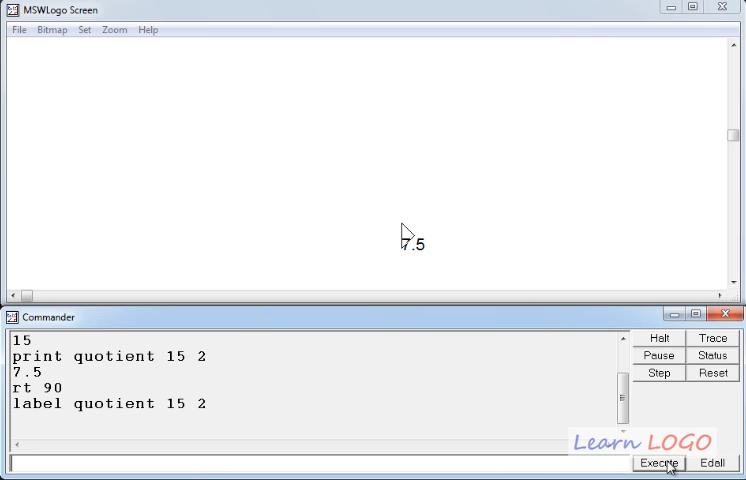 MSWLogo Screen
File Bitmap Set Zoom Help
7.5
Commander
15
print quotient 15 2
7.5
rt 90
label quotient 15 2
Halt Trace
Pause Status
Step Reset
Learn LOGO
Execute Edall